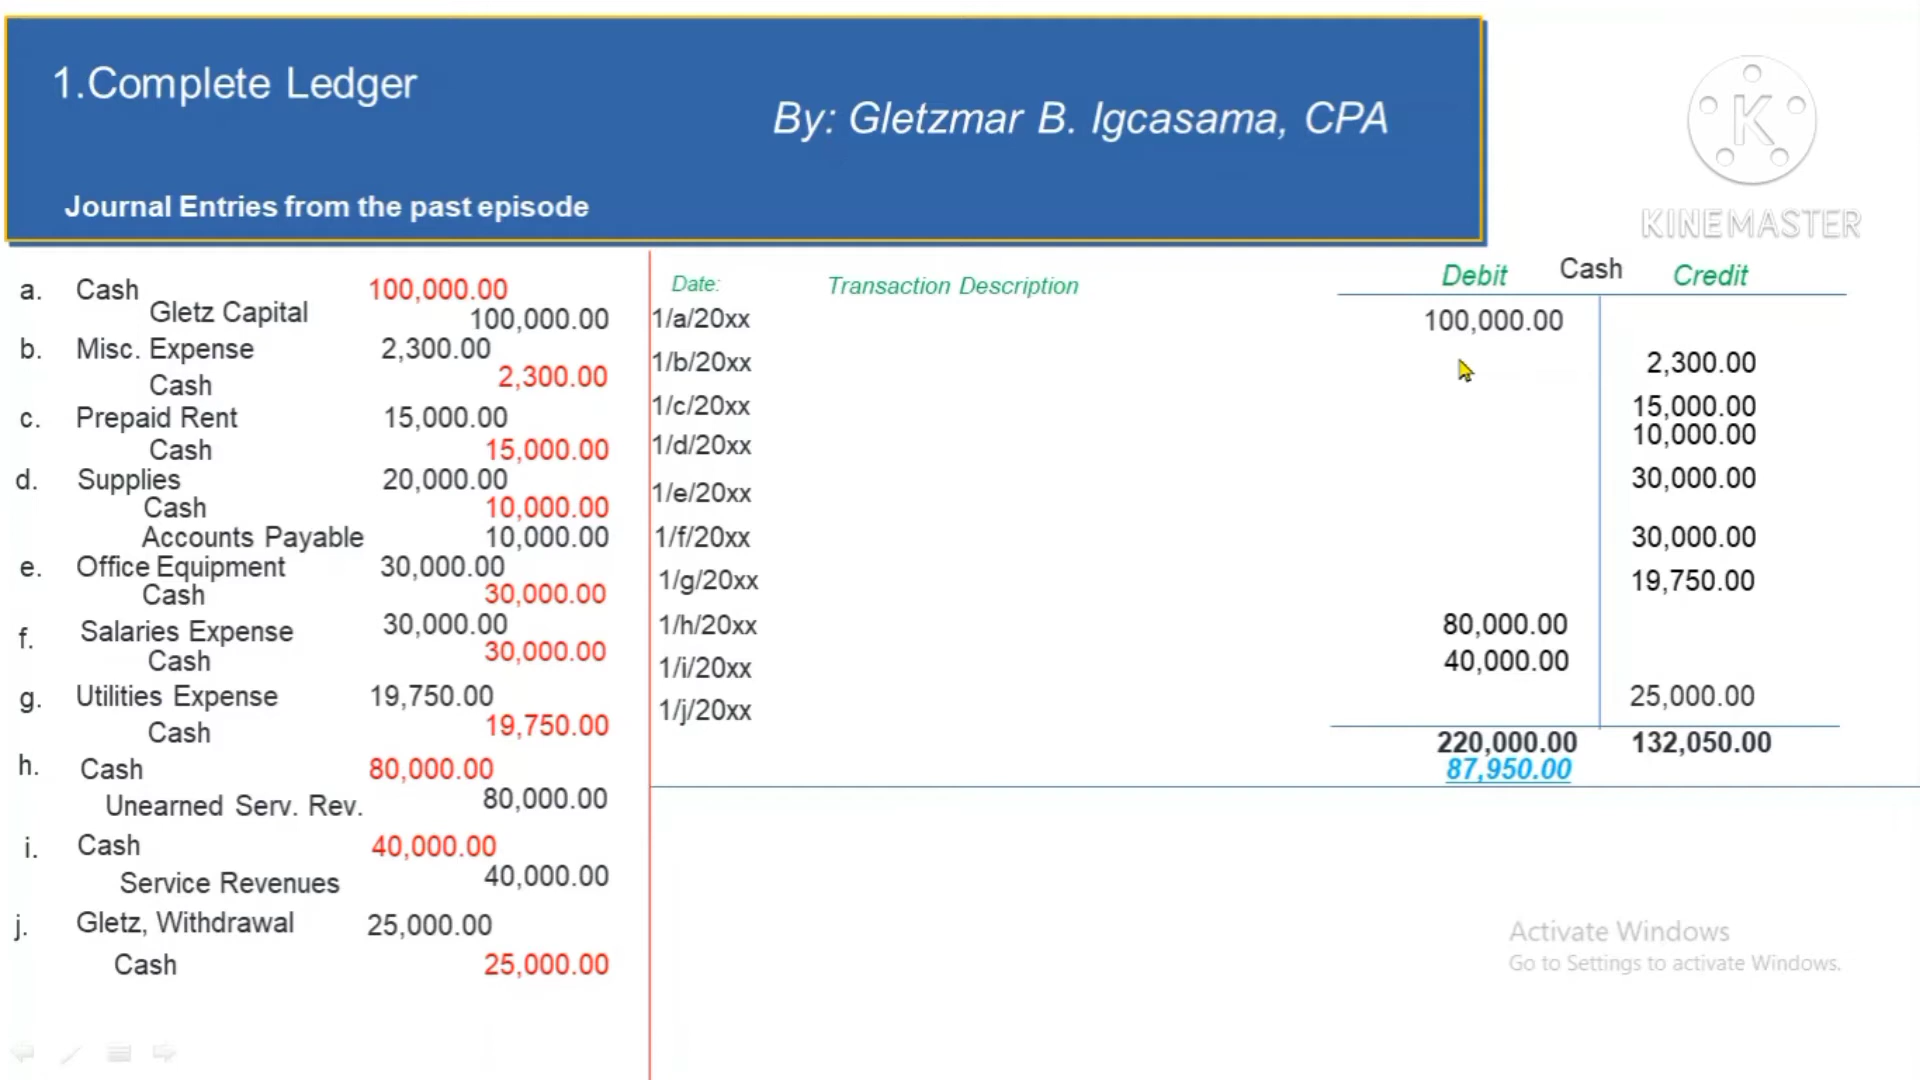 1.Complete Ledger
By: Gletzmar B. Igcasama, CPA
Journal Entries from the past episode
K
KINEMASTER
a. Cash 100,000.00
Gletz Capital 100,000.00
b. Misc. Expense 2,300.00
Cash 2,300.00
c. Prepaid Rent 15,000.00
Cash 15,000.00
d. Supplies 20,000.00
Cash 10,000.00
Accounts Payable 10,000.00
e. Office Equipment 30,000.00
Cash 30,000.00
f. Salaries Expense 30,000.00
Cash 30,000.00
g. Utilities Expense 19,750.00
Cash 19,750.00
h. Cash 80,000.00
Unearned Serv. Rev. 80,000.00
i. Cash 40,000.00
Service Revenues 40,000.00
j. Gletz, Withdrawal 25,000.00
Cash 25,000.00
Date: Transaction Description Debit Cash Credit
1/a/20xx 100,000.00
1/b/20xx 2,300.00
1/c/20xx 15,000.00
1/d/20xx 10,000.00
1/e/20xx 30,000.00
1/f/20xx 30,000.00
1/g/20xx 19,750.00
1/h/20xx 80,000.00
1/i/20xx 40,000.00
1/j/20xx 25,000.00
220,000.00 132,050.00
87,950.00
Activate Windows
Go to Settings to activate Windows.